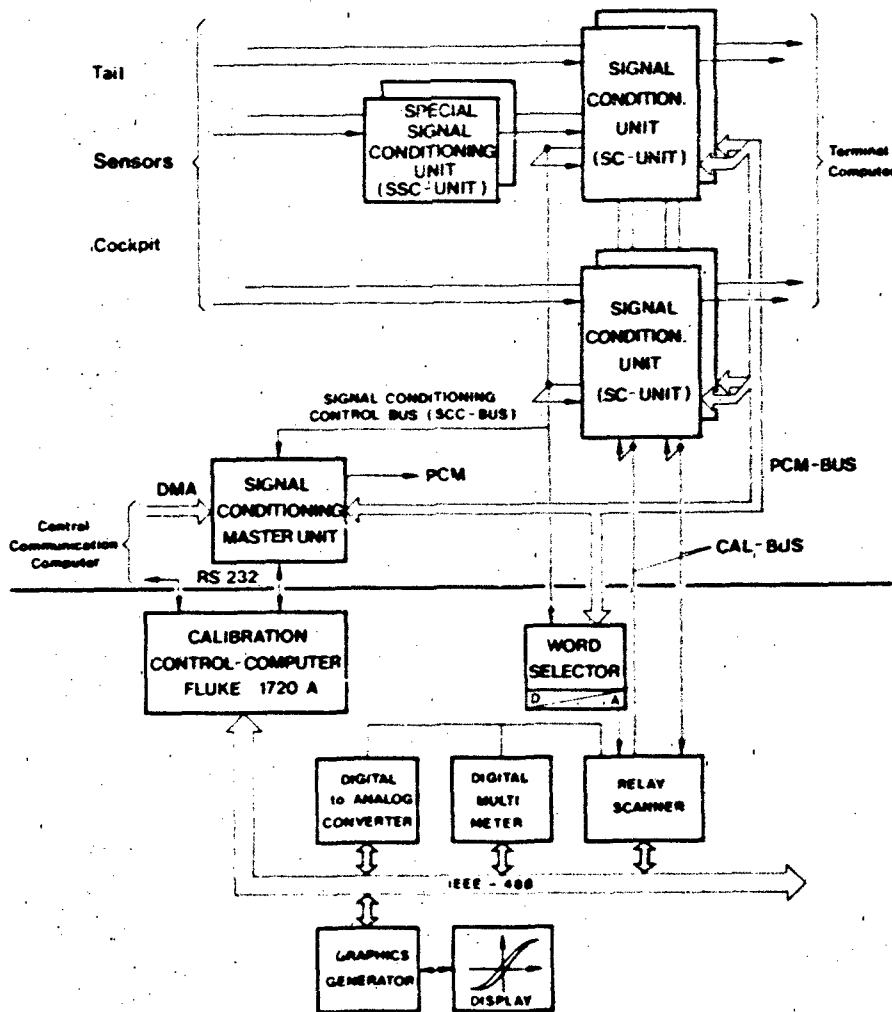 Tail
Sensors
Cockpit
SPECIAL
SIGNAL
CONDITIONING
UNIT
(SSC-UNIT)
SIGNAL
CONDITION.
UNIT
(SC-UNIT)
Terminal
Computer
SIGNAL
CONDITION.
UNIT
(SC-UNIT)
SIGNAL CONDITIONING
CONTROL BUS (SCC-BUS)
PCM-BUS
DMA
SIGNAL
CONDITIONING
MASTER UNIT
PCM
Central
Communication
Computer
RS 232
CAL-BUS
CALIBRATION
CONTROL-COMPUTER
FLUKE 1720 A
WORD
SELECTOR
D
A
DIGITAL
to ANALOG
CONVERTER
DIGITAL
MULTI
METER
RELAY
SCANNER
IEEE - 488
GRAPHICS
GENERATOR
DISPLAY